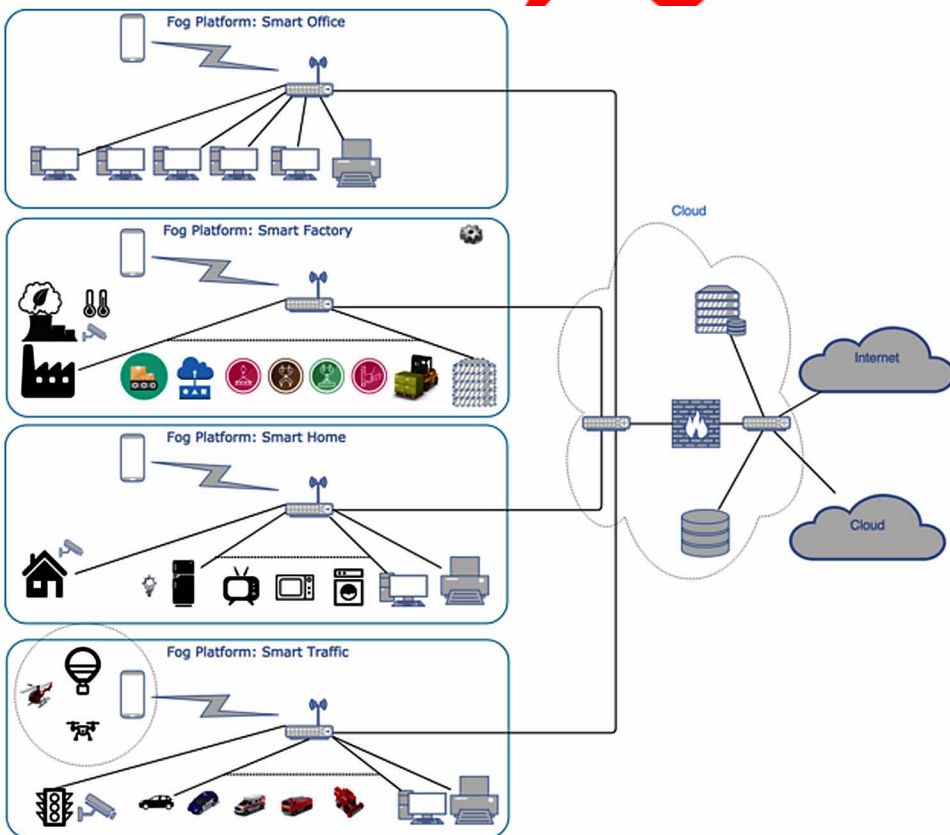 Fog Platform: Smart Office
Fog Platform: Smart Factory
Fog Platform: Smart Home
Fog Platform: Smart Traffic
Cloud
Internet
Cloud